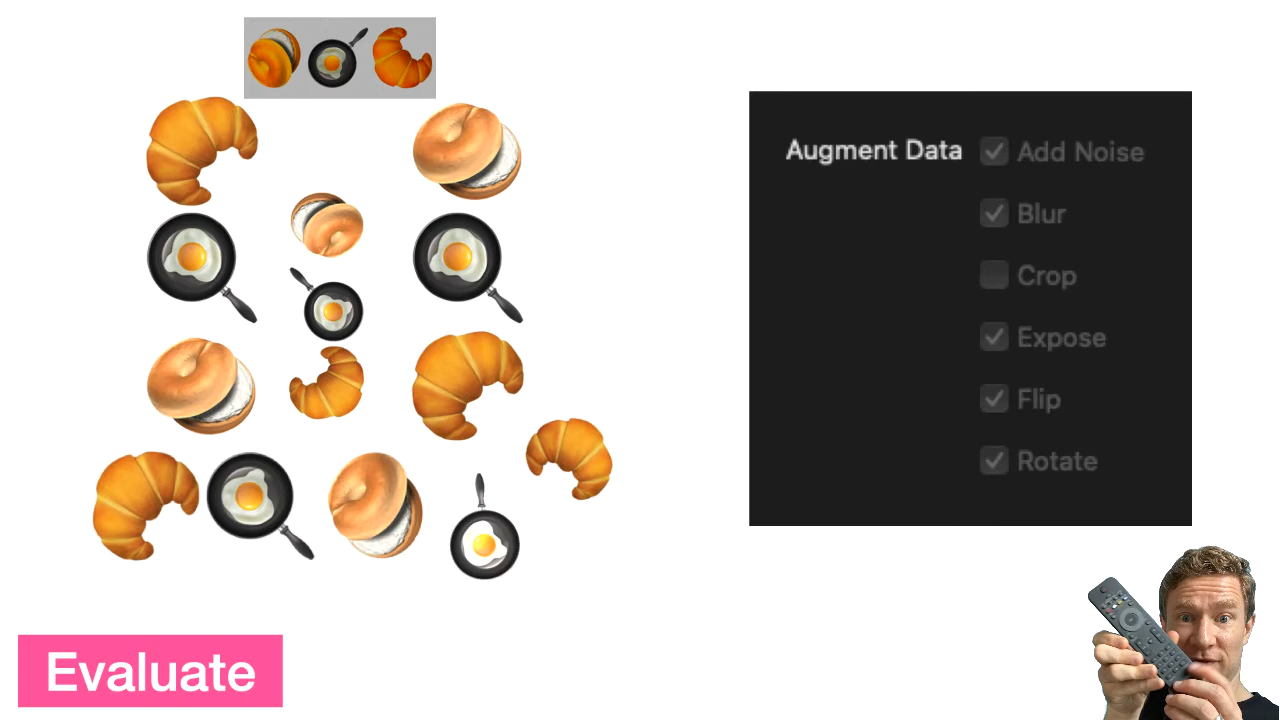 Augment Data
Add Noise
Blur
Crop
Expose
Flip
Rotate
Evaluate